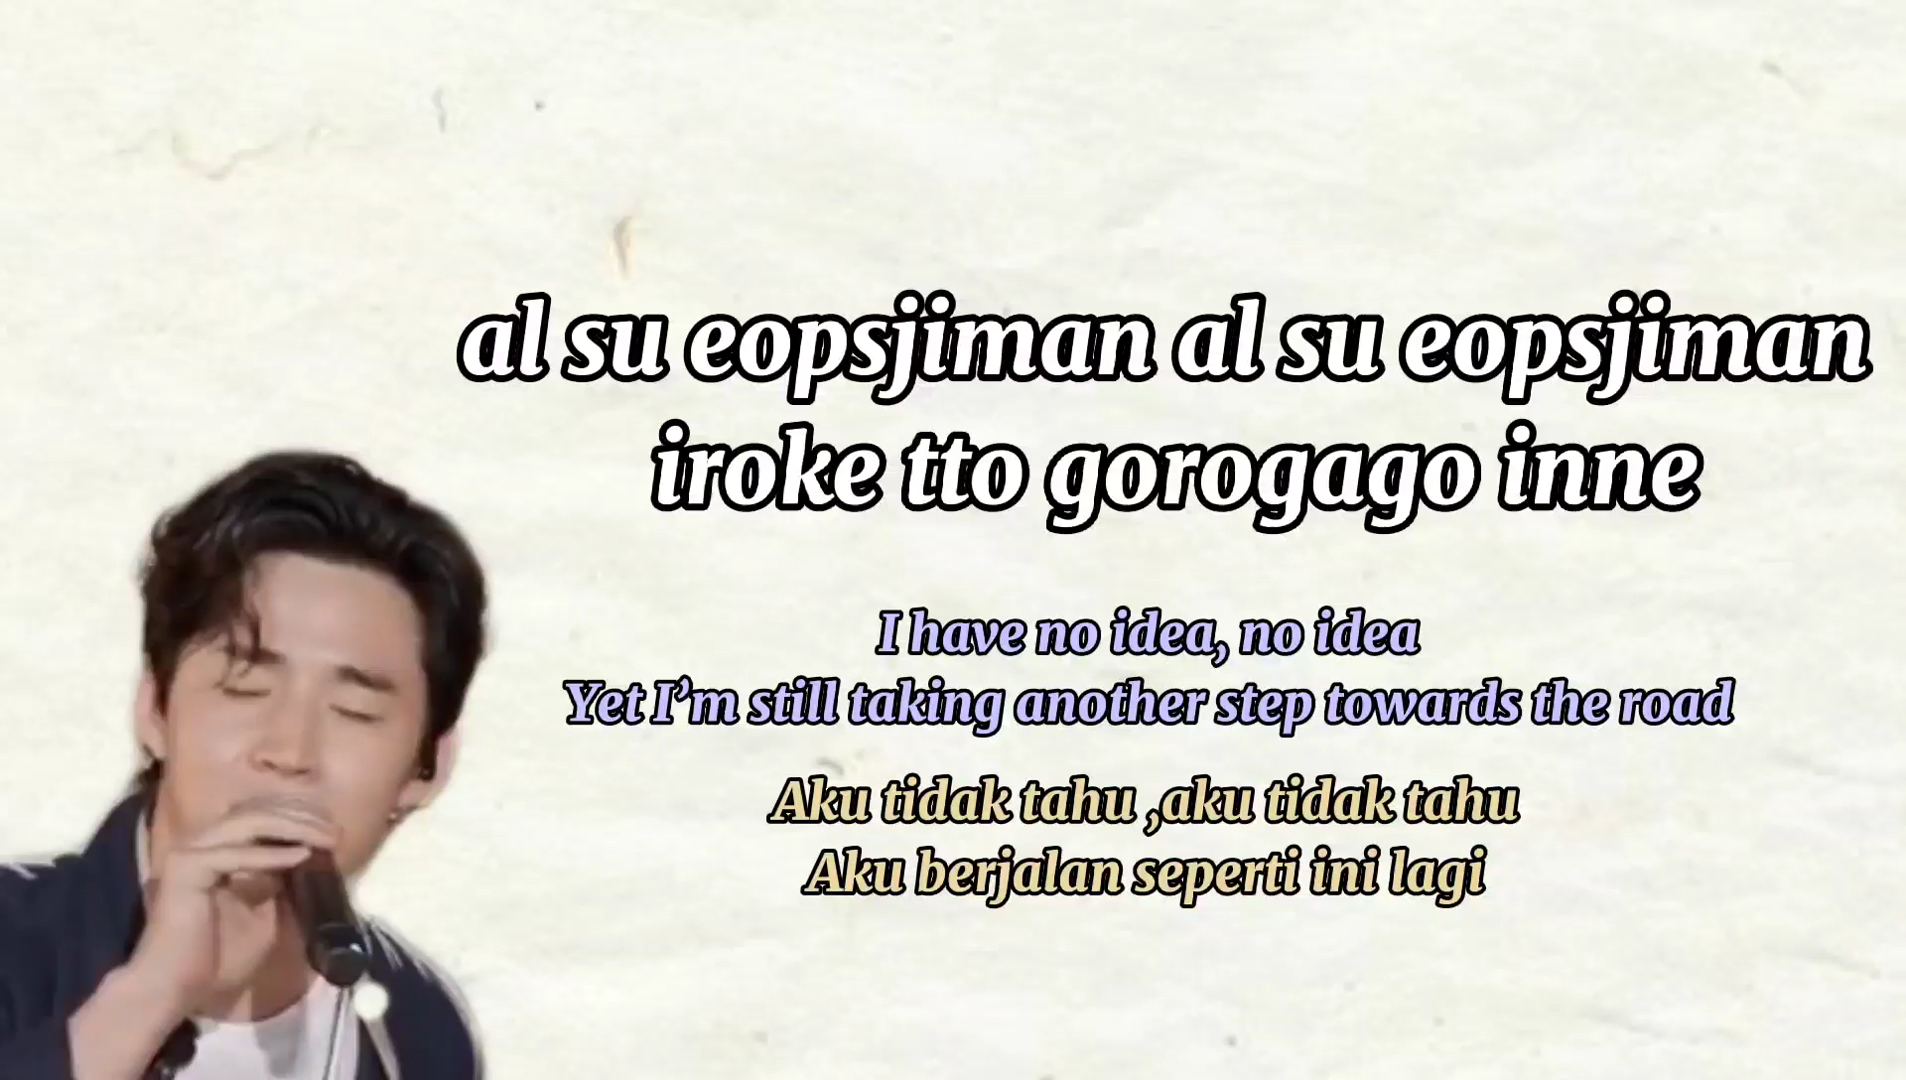 al su eopsjiman al su eopsjiman
iroke tto gorogago inne
I have no idea, no idea
Yet I’m still taking another step towards the road
Aku tidak tahu ,aku tidak tahu
Aku berjalan seperti ini lagi